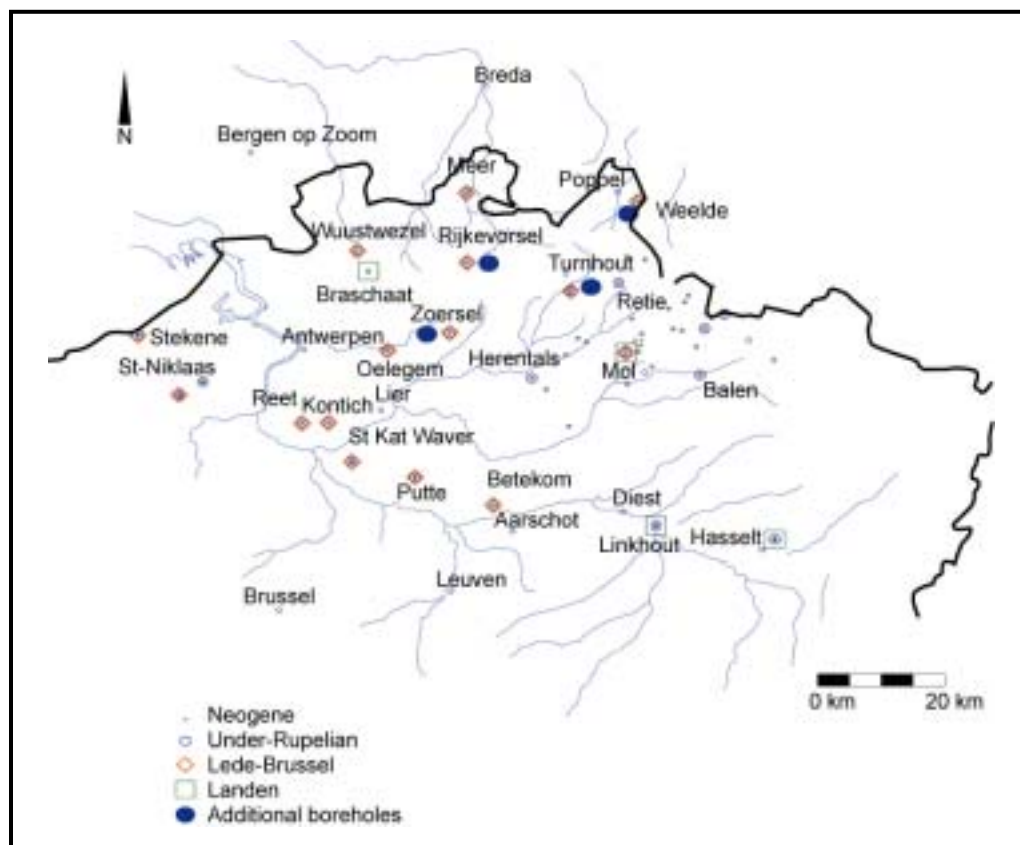 Breda
N
Bergen op Zoom
Meer
Poppel
Weelde
Wuustwezel
Rijkevorsel
Turnhout
Braschaat
Retie,
Zoersel
Stekene
Antwerpen
St-Niklaas
Oelegem
Herentals
Mol
Balen
Reet
Kontich
Lier
St Kat Waver
Putte
Betekom
Diest
Aarschot
Linkhout
Hasselt
Leuven
Brussel
0 km 20 km
Neogene
Under-Rupelian
Lede-Brussel
Landen
Additional boreholes